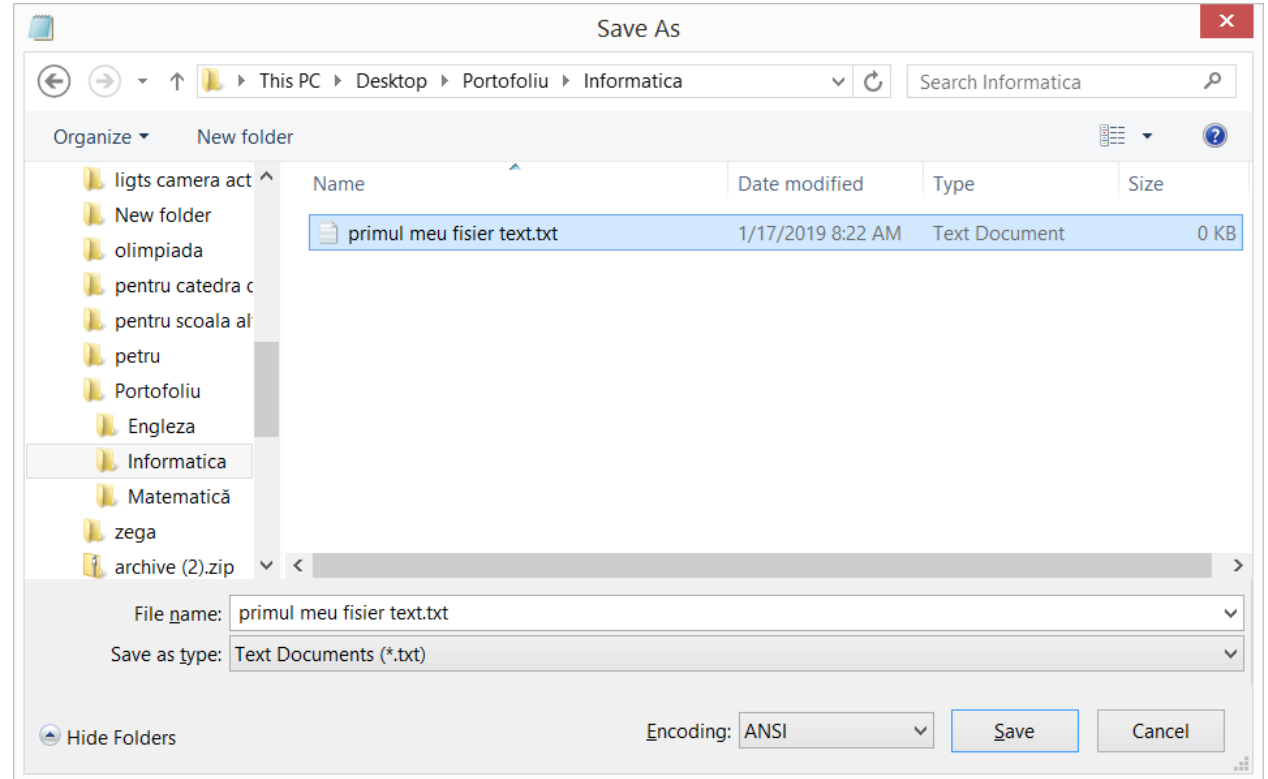 Save As
This PC Desktop Portofoliu Informatica
Search Informatica
Organize
New folder
Name Date modified Type Size
primul meu fisier text.txt 1/17/2019 8:22 AM Text Document 0 KB
ligts camera act
New folder
olimpiada
pentru catedra c
pentru scoala al
petru
Portofoliu
Engleza
Informatica
Matematică
zega
archive (2).zip
File name: primul meu fisier text.txt
Save as type: Text Documents (*.txt)
Hide Folders
Encoding: ANSI
Save
Cancel